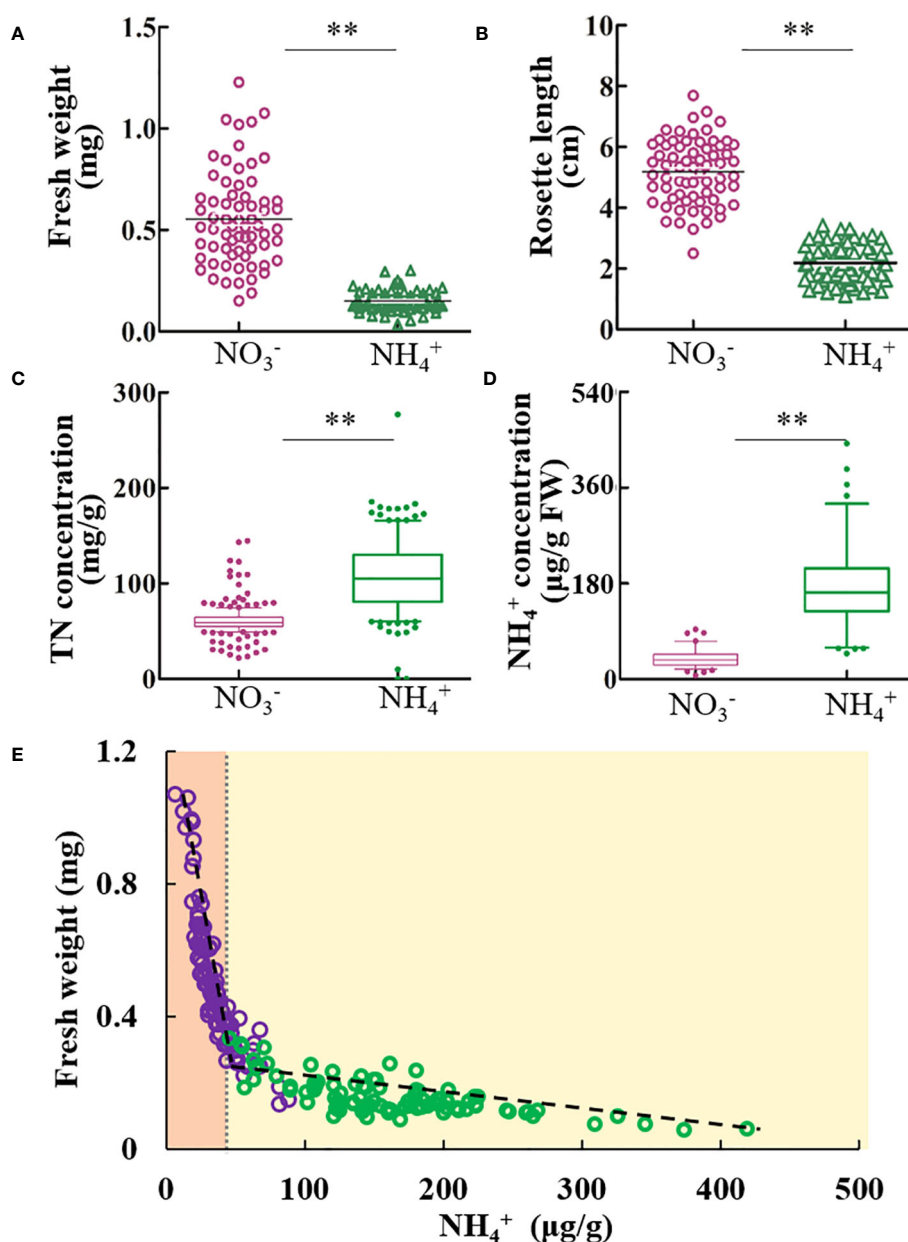 A
Fresh weight
(mg)
1.5
1.0
0.5
0.0
**
NO₃⁻
NH₄⁺
B
Rosette length
(cm)
10
8
6
4
2
0
**
NO₃⁻
NH₄⁺
C
TN concentration
(mg/g)
300
200
100
0
**
NO₃⁻
NH₄⁺
D
NH₄⁺ concentration
(µg/g FW)
540
360
180
0
**
NO₃⁻
NH₄⁺
E
Fresh weight (mg)
1.2
0.8
0.4
0
0 100 200 300 400 500
NH₄⁺ (µg/g)